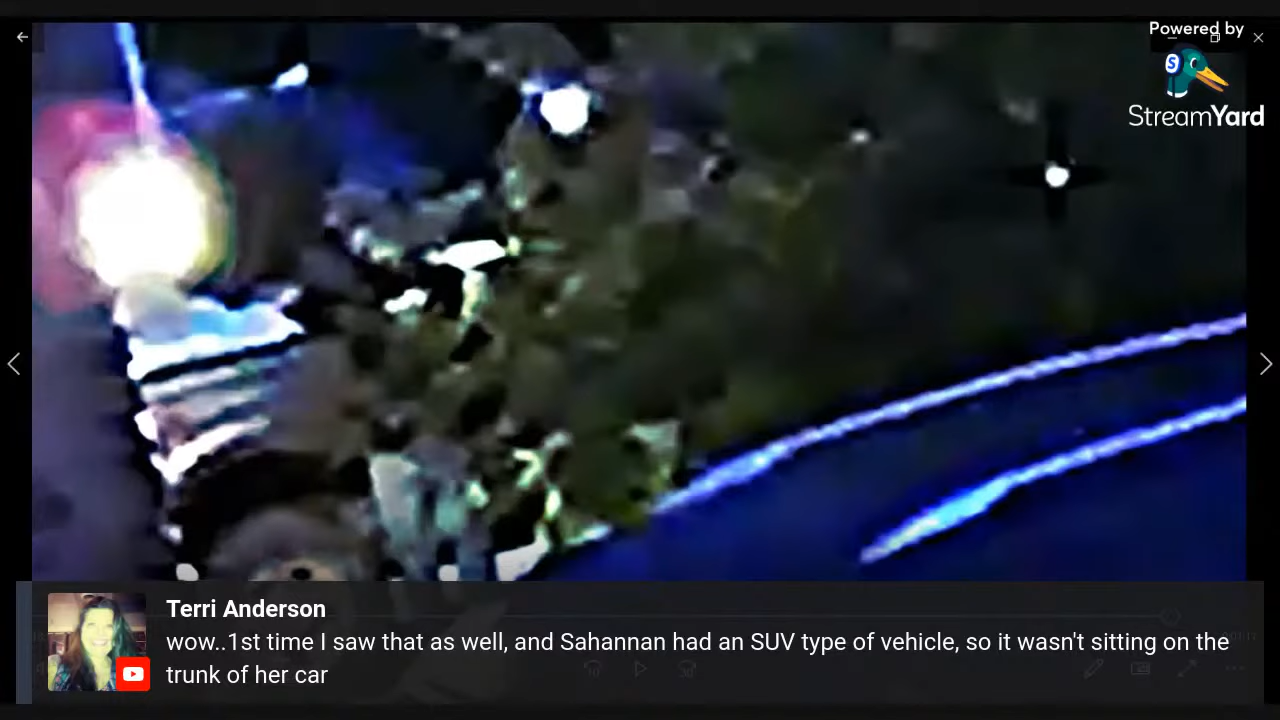 Powered by
StreamYard
Terri Anderson
wow..1st time I saw that as well, and Sahannan had an SUV type of vehicle, so it wasn't sitting on the
trunk of her car